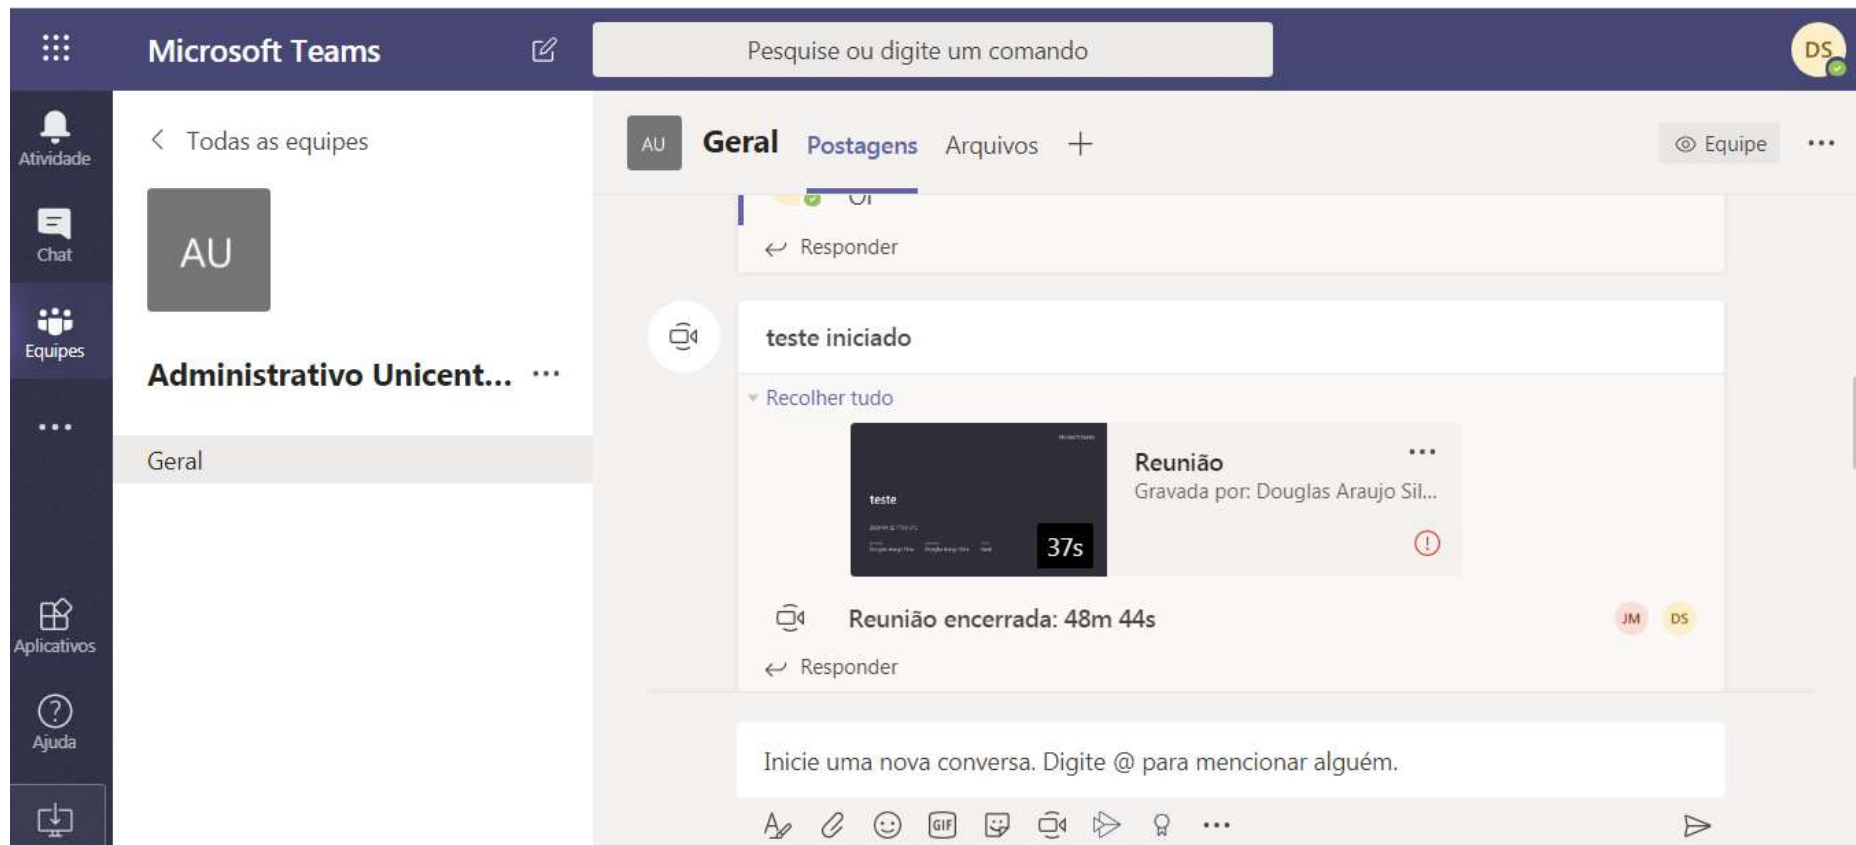 Microsoft Teams
Pesquise ou digite um comando
DS
Atividade
Chat
Equipes
Aplicativos
Ajuda
Todas as equipes
AU
Administrativo Unicent... ...
Geral
AU
Geral
Postagens
Arquivos
Equipe
Responder
teste iniciado
Recolher tudo
teste
37s
Reunião
Gravada por: Douglas Araujo Sil...
Reunião encerrada: 48m 44s
JM
DS
Responder
Inicie uma nova conversa. Digite @ para mencionar alguém.
GIF